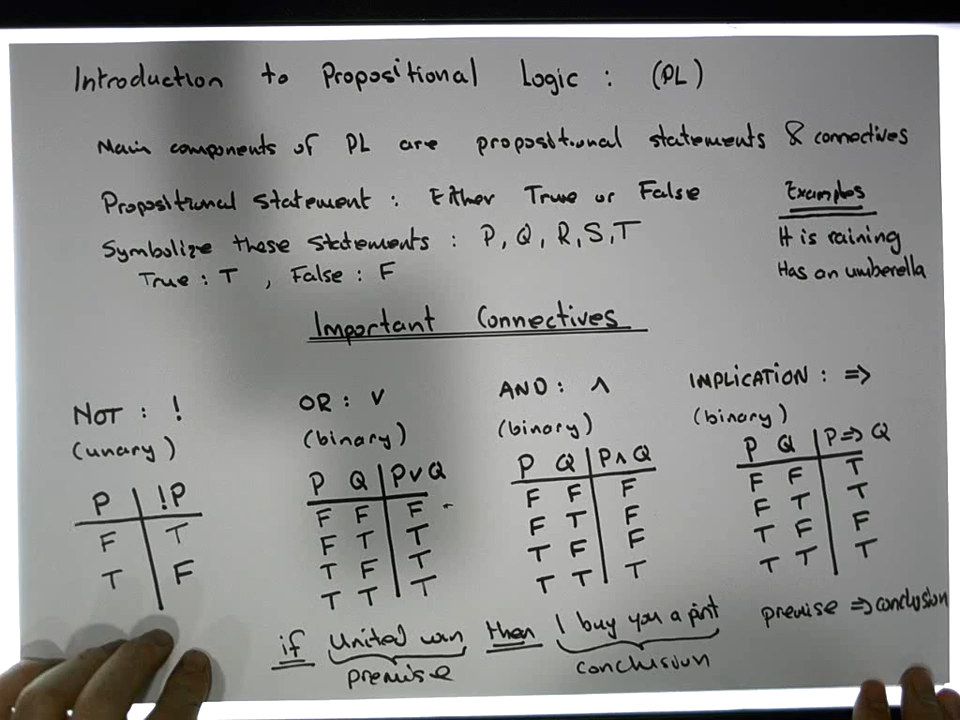 Introduction to Propositional Logic : (PL)
Main components of PL are propositional statements & connectives
Propositional statement : Either True or False
Symbolize these statements : P, Q, R, S, T
True : T , False : F
Examples
It is raining
Has an umberella
Important Connectives
NOT : !
(unary)
P !P
F T
T F
OR : ∨
(binary)
P Q P∨Q
F F F
F T T
T F T
T T T
AND : ∧
(binary)
P Q P∧Q
F F F
F T F
T F F
T T T
IMPLICATION : =>
(binary)
P Q P=>Q
F F T
F T T
T F F
T T T
premise => conclusion
if United win then I buy you a pint
premise conclusion